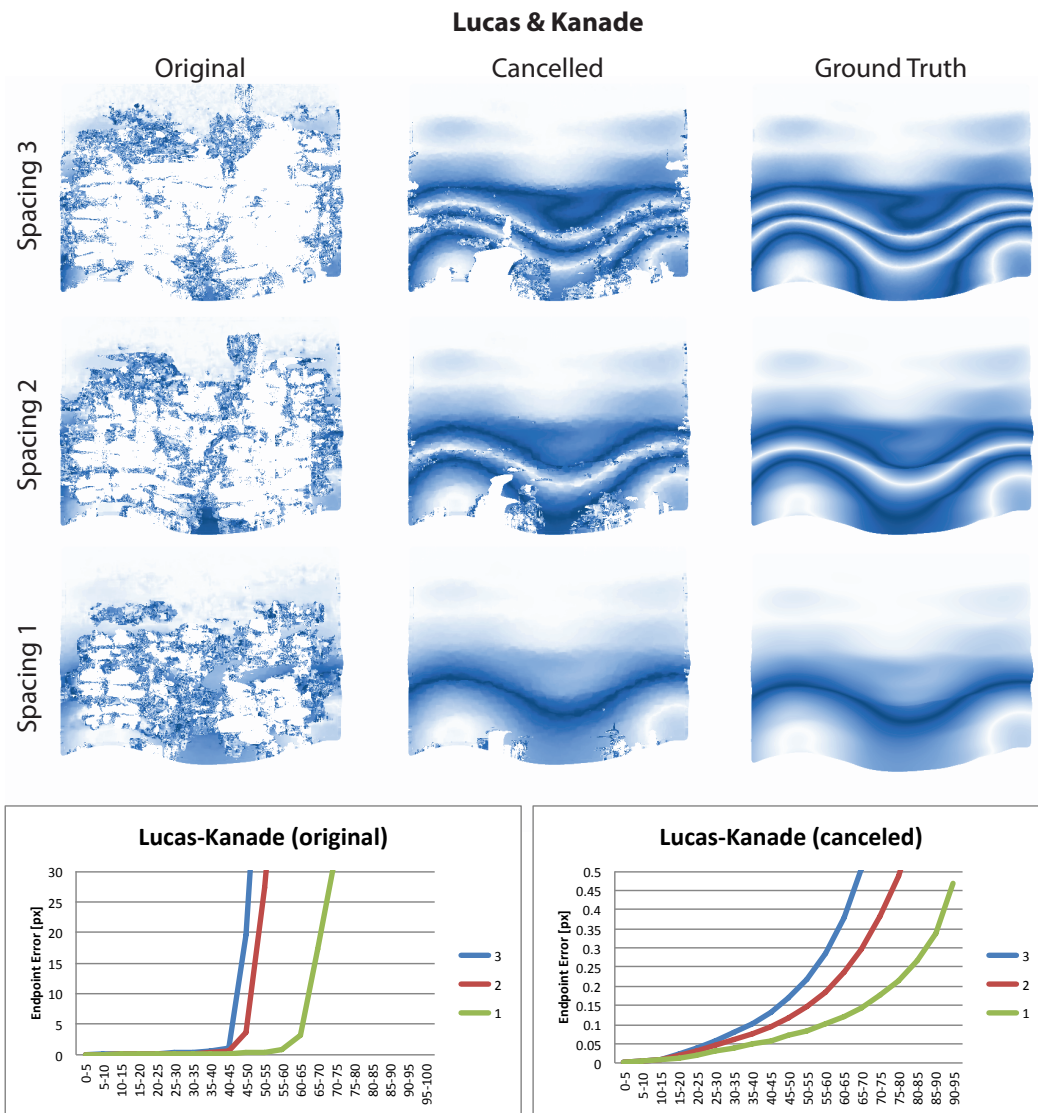 Lucas & Kanade
Original Cancelled Ground Truth
Spacing 3
Spacing 2
Spacing 1
Lucas-Kanade (original)
Endpoint Error [px]
30
25
20
15
10
5
0
0-5 5-10 10-15 15-20 20-25 25-30 30-35 35-40 40-45 45-50 50-55 55-60 60-65 65-70 70-75 75-80 80-85 85-90 90-95 95-100
3
2
1
Lucas-Kanade (canceled)
Endpoint Error [px]
0.5
0.45
0.4
0.35
0.3
0.25
0.2
0.15
0.1
0.05
0
0-5 5-10 10-15 15-20 20-25 25-30 30-35 35-40 40-45 45-50 50-55 55-60 60-65 65-70 70-75 75-80 80-85 85-90 90-95
3
2
1